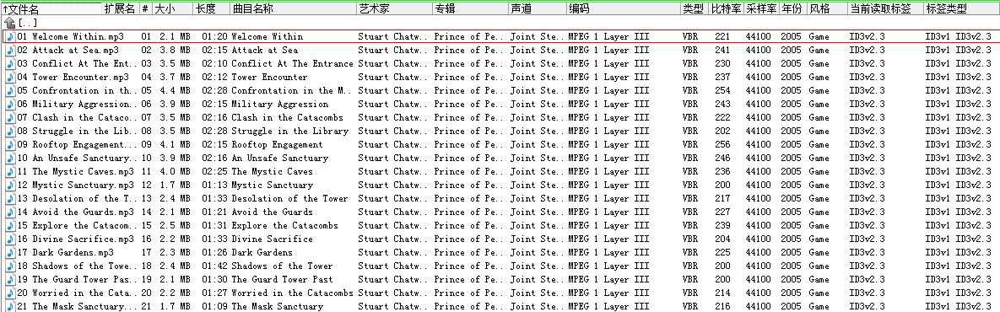 ↑文件名 扩展名 # 大小 长度 曲目名称 艺术家 专辑 声道 编码 类型 比特率 采样率 年份 风格 当前读取标签 标签类型
[..]
01 Welcome Within.mp3 01 2.1 MB 01:20 Welcome Within Stuart Chatw.. Prince of Pe.. Joint Ste.. MPEG 1 Layer III VBR 221 44100 2005 Game ID3v2.3 ID3v1 ID3v2.3
02 Attack at Sea.mp3 02 3.8 MB 02:15 Attack at Sea Stuart Chatw.. Prince of Pe.. Joint Ste.. MPEG 1 Layer III VBR 241 44100 2005 Game ID3v2.3 ID3v1 ID3v2.3
03 Conflict At The Ent.. 03 3.5 MB 02:10 Conflict At The Entrance Stuart Chatw.. Prince of Pe.. Joint Ste.. MPEG 1 Layer III VBR 230 44100 2005 Game ID3v2.3 ID3v1 ID3v2.3
04 Tower Encounter.mp3 04 3.7 MB 02:12 Tower Encounter Stuart Chatw.. Prince of Pe.. Joint Ste.. MPEG 1 Layer III VBR 237 44100 2005 Game ID3v2.3 ID3v1 ID3v2.3
05 Confrontation in th.. 05 4.4 MB 02:28 Confrontation in the M.. Stuart Chatw.. Prince of Pe.. Joint Ste.. MPEG 1 Layer III VBR 254 44100 2005 Game ID3v2.3 ID3v1 ID3v2.3
06 Military Aggression.. 06 3.9 MB 02:15 Military Aggression Stuart Chatw.. Prince of Pe.. Joint Ste.. MPEG 1 Layer III VBR 243 44100 2005 Game ID3v2.3 ID3v1 ID3v2.3
07 Clash in the Cataco.. 07 3.5 MB 02:16 Clash in the Catacombs Stuart Chatw.. Prince of Pe.. Joint Ste.. MPEG 1 Layer III VBR 222 44100 2005 Game ID3v2.3 ID3v1 ID3v2.3
08 Struggle in the Lib.. 08 3.5 MB 02:28 Struggle in the Library Stuart Chatw.. Prince of Pe.. Joint Ste.. MPEG 1 Layer III VBR 202 44100 2005 Game ID3v2.3 ID3v1 ID3v2.3
09 Rooftop Engagement... 09 4.1 MB 02:15 Rooftop Engagement Stuart Chatw.. Prince of Pe.. Joint Ste.. MPEG 1 Layer III VBR 256 44100 2005 Game ID3v2.3 ID3v1 ID3v2.3
10 An Unsafe Sanctuary.. 10 3.9 MB 02:16 An Unsafe Sanctuary Stuart Chatw.. Prince of Pe.. Joint Ste.. MPEG 1 Layer III VBR 246 44100 2005 Game ID3v2.3 ID3v1 ID3v2.3
11 The Mystic Caves.mp3 11 4.0 MB 02:25 The Mystic Caves Stuart Chatw.. Prince of Pe.. Joint Ste.. MPEG 1 Layer III VBR 236 44100 2005 Game ID3v2.3 ID3v1 ID3v2.3
12 Mystic Sanctuary.mp3 12 1.7 MB 01:13 Mystic Sanctuary Stuart Chatw.. Prince of Pe.. Joint Ste.. MPEG 1 Layer III VBR 200 44100 2005 Game ID3v2.3 ID3v1 ID3v2.3
13 Desolation of the T.. 13 2.4 MB 01:33 Desolation of the Tower Stuart Chatw.. Prince of Pe.. Joint Ste.. MPEG 1 Layer III VBR 217 44100 2005 Game ID3v2.3 ID3v1 ID3v2.3
14 Avoid the Guards.mp3 14 2.1 MB 01:21 Avoid the Guards Stuart Chatw.. Prince of Pe.. Joint Ste.. MPEG 1 Layer III VBR 227 44100 2005 Game ID3v2.3 ID3v1 ID3v2.3
15 Explore the Catacom.. 15 2.5 MB 01:31 Explore the Catacombs Stuart Chatw.. Prince of Pe.. Joint Ste.. MPEG 1 Layer III VBR 239 44100 2005 Game ID3v2.3 ID3v1 ID3v2.3
16 Divine Sacrifice.mp3 16 2.2 MB 01:33 Divine Sacrifice Stuart Chatw.. Prince of Pe.. Joint Ste.. MPEG 1 Layer III VBR 204 44100 2005 Game ID3v2.3 ID3v1 ID3v2.3
17 Dark Gardens.mp3 17 2.3 MB 01:26 Dark Gardens Stuart Chatw.. Prince of Pe.. Joint Ste.. MPEG 1 Layer III VBR 225 44100 2005 Game ID3v2.3 ID3v1 ID3v2.3
18 Shadows of the Towe.. 18 2.4 MB 01:42 Shadows of the Tower Stuart Chatw.. Prince of Pe.. Joint Ste.. MPEG 1 Layer III VBR 200 44100 2005 Game ID3v2.3 ID3v1 ID3v2.3
19 The Guard Tower Pas.. 19 2.1 MB 01:30 The Guard Tower Past Stuart Chatw.. Prince of Pe.. Joint Ste.. MPEG 1 Layer III VBR 200 44100 2005 Game ID3v2.3 ID3v1 ID3v2.3
20 Worried in the Cata.. 20 2.2 MB 01:27 Worried in the Catacombs Stuart Chatw.. Prince of Pe.. Joint Ste.. MPEG 1 Layer III VBR 214 44100 2005 Game ID3v2.3 ID3v1 ID3v2.3
21 The Mask Sanctuary... 21 1.7 MB 01:09 The Mask Sanctuary Stuart Chatw.. Prince of Pe.. Joint Ste.. MPEG 1 Layer III VBR 216 44100 2005 Game ID3v2.3 ID3v1 ID3v2.3